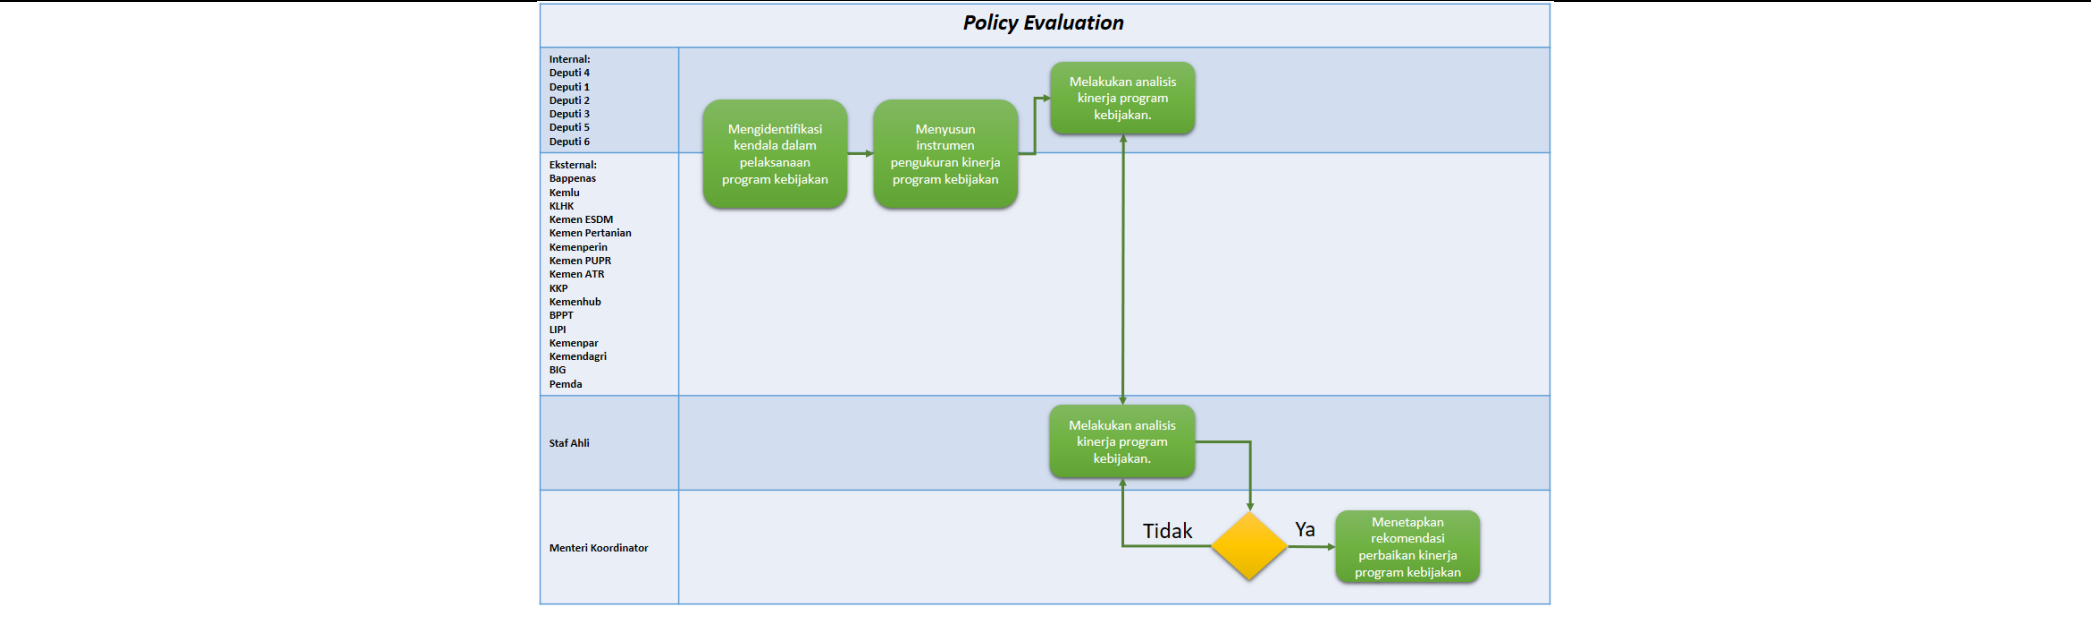 Policy Evaluation
Internal:
Deputi 4
Deputi 1
Deputi 2
Deputi 3
Deputi 5
Deputi 6
Mengidentifikasi
kendala dalam
pelaksanaan
program kebijakan
Menyusun
instrumen
pengukuran kinerja
program kebijakan
Melakukan analisis
kinerja program
kebijakan.
Eksternal:
Bappenas
Kemlu
KLHK
Kemen ESDM
Kemen Pertanian
Kemenperin
Kemen PUPR
Kemen ATR
KKP
Kemenhub
BPPT
LIPI
Kemenpar
Kemendagri
BIG
Pemda
Staf Ahli
Melakukan analisis
kinerja program
kebijakan.
Menteri Koordinator
Tidak
Ya
Menetapkan
rekomendasi
perbaikan kinerja
program kebijakan